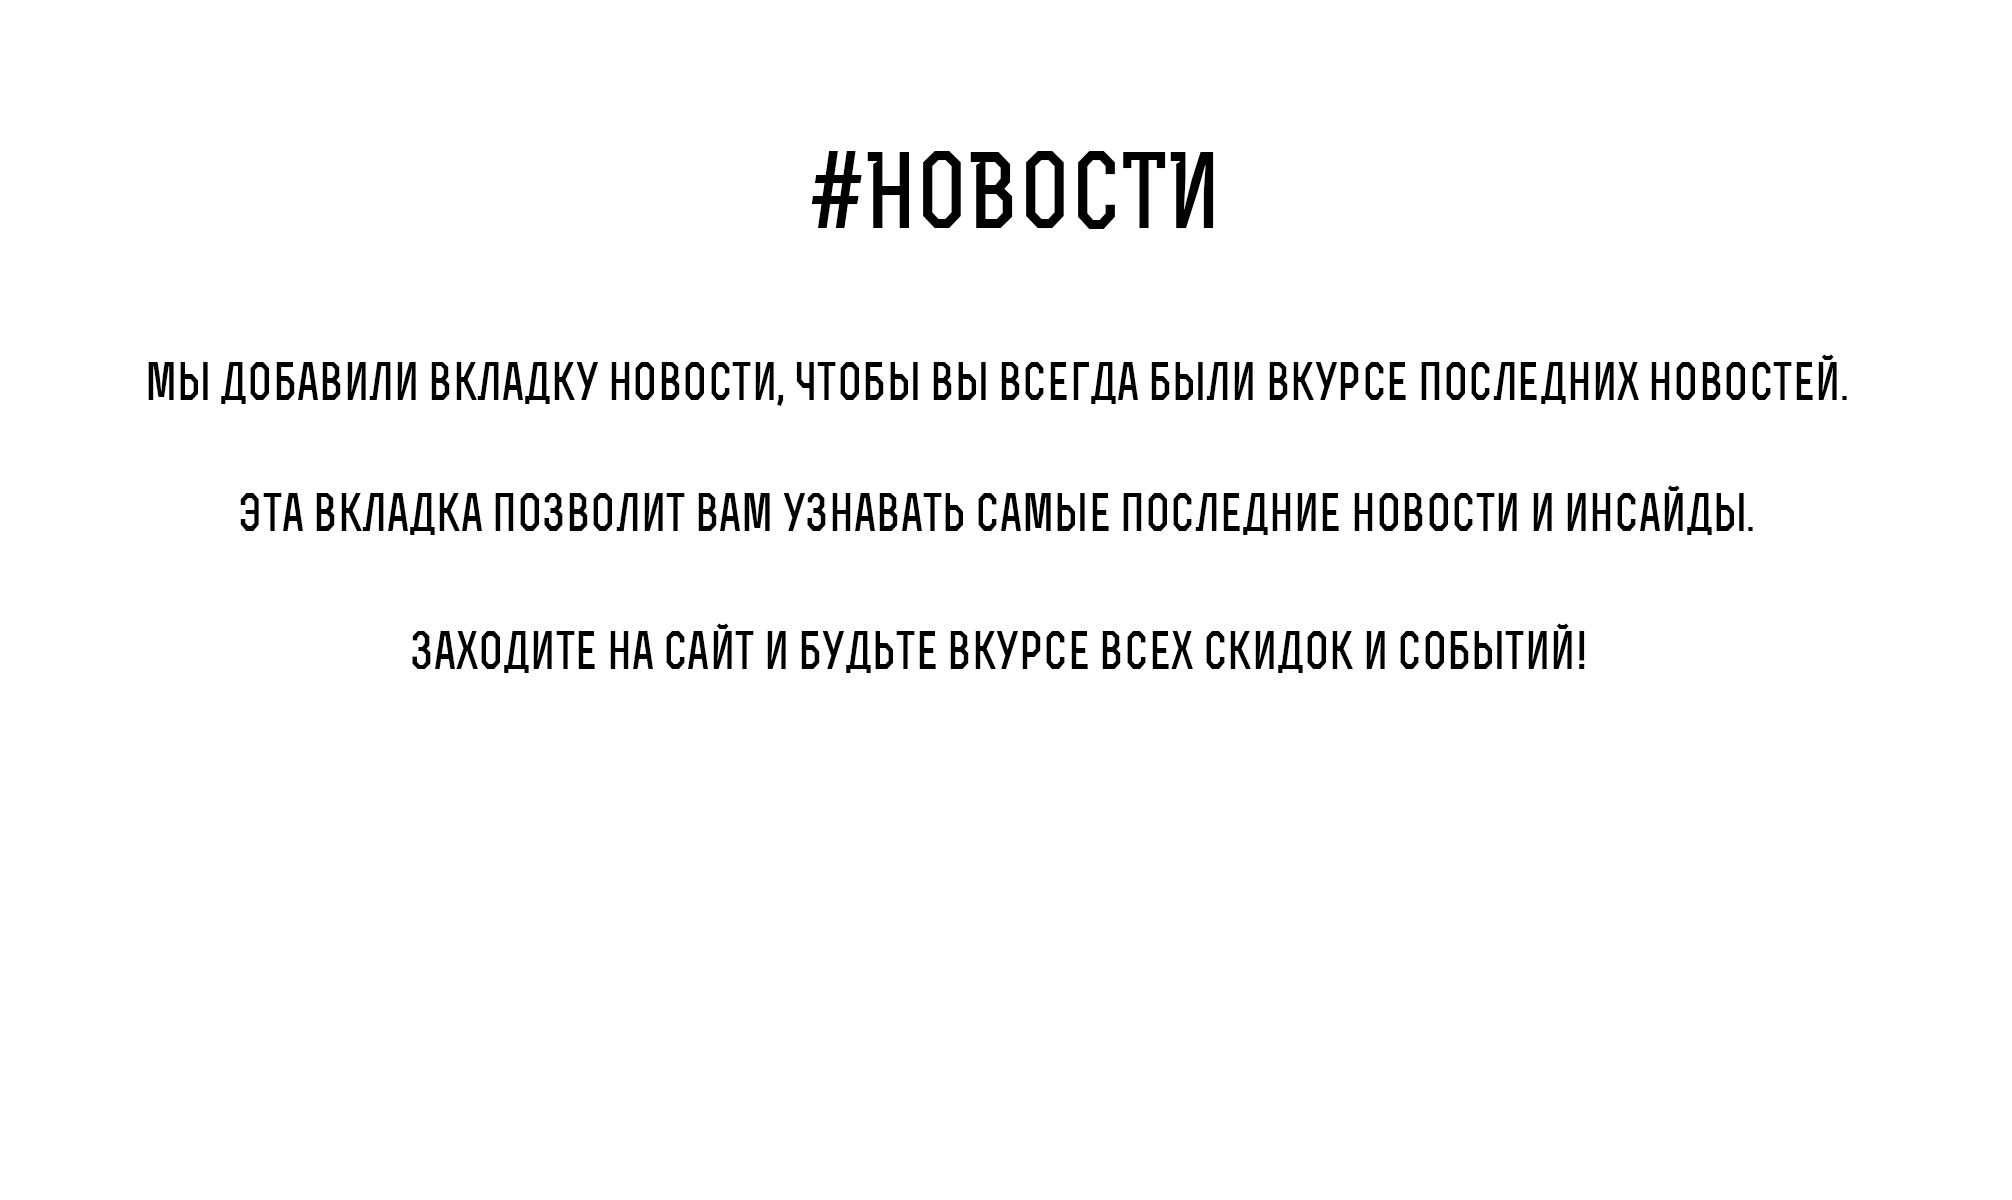 #НОВОСТИ
МЫ ДОБАВИЛИ ВКЛАДКУ НОВОСТИ, ЧТОБЫ ВЫ ВСЕГДА БЫЛИ ВКУРСЕ ПОСЛЕДНИХ НОВОСТЕЙ.
ЭТА ВКЛАДКА ПОЗВОЛИТ ВАМ УЗНАВАТЬ САМЫЕ ПОСЛЕДНИЕ НОВОСТИ И ИНСАЙДЫ.
ЗАХОДИТЕ НА САЙТ И БУДЬТЕ ВКУРСЕ ВСЕХ СКИДОК И СОБЫТИЙ!